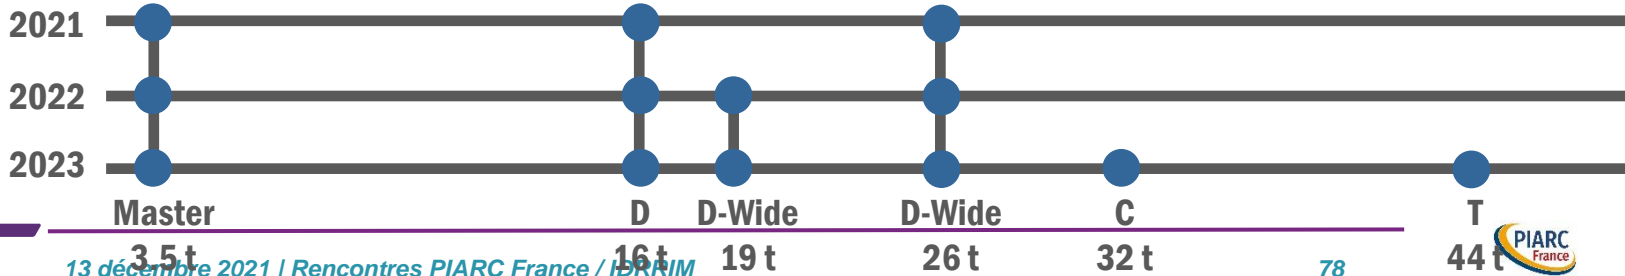 2021
2022
2023
Master D D-Wide D-Wide C T
3.5 t 16 t 19 t 26 t 32 t 44 t
13 décembre 2021 | Rencontres PIARC France / IDRRIM 78
PIARC
France